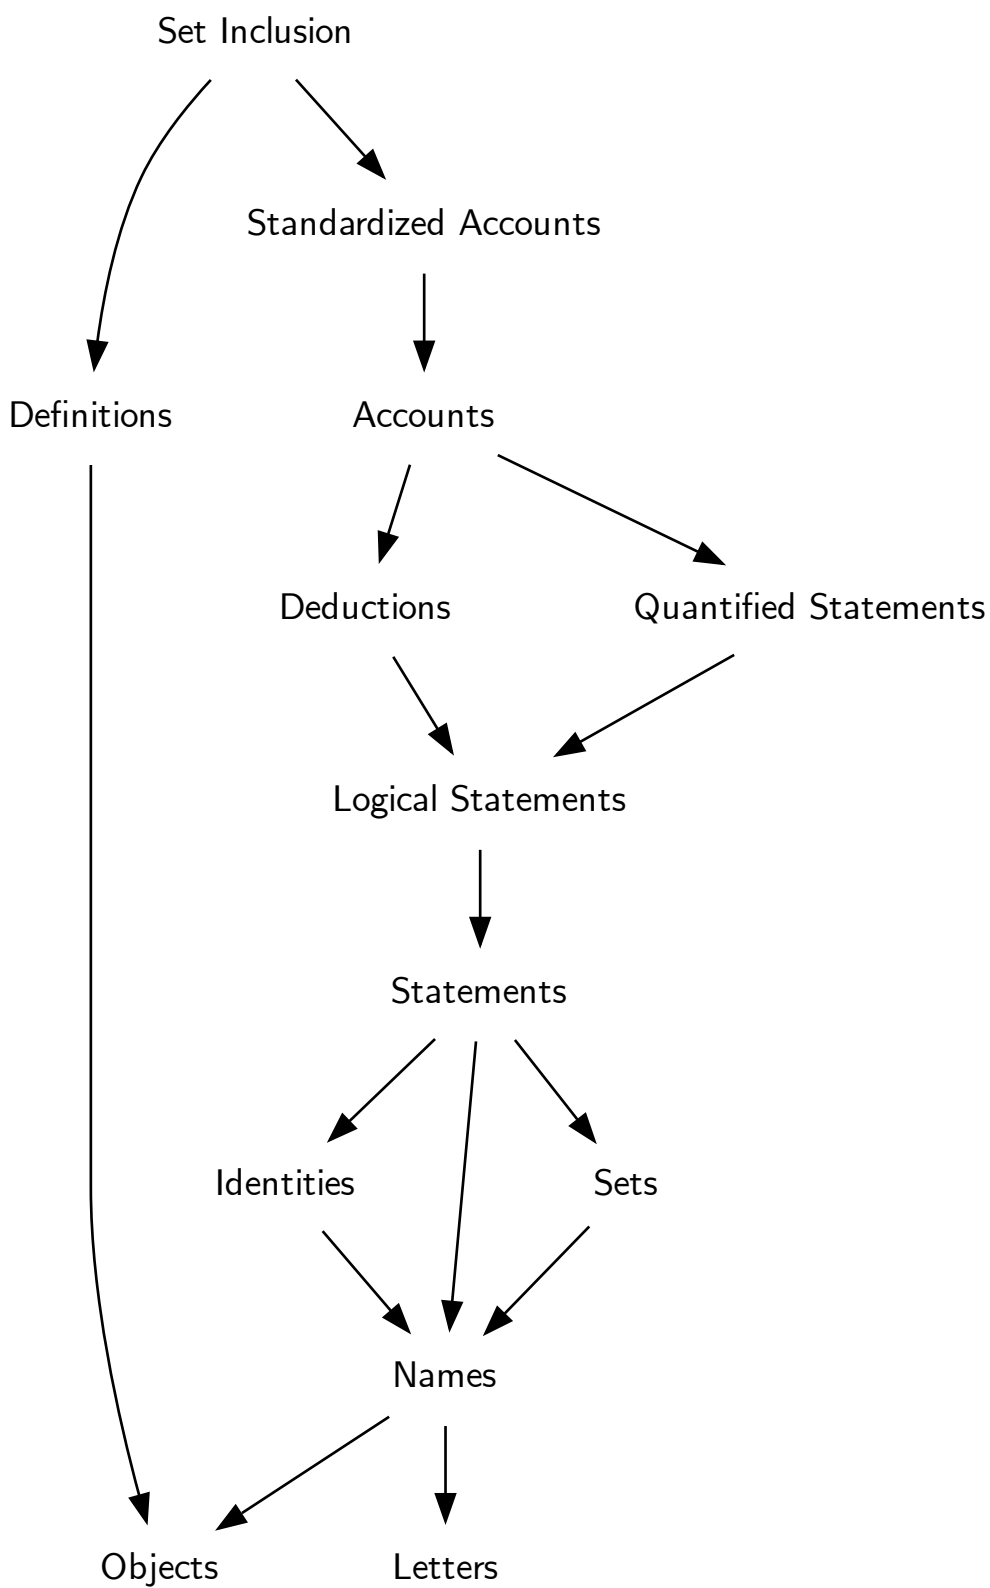 Set Inclusion
Standardized Accounts
Definitions
Accounts
Deductions
Quantified Statements
Logical Statements
Statements
Identities
Sets
Names
Objects
Letters